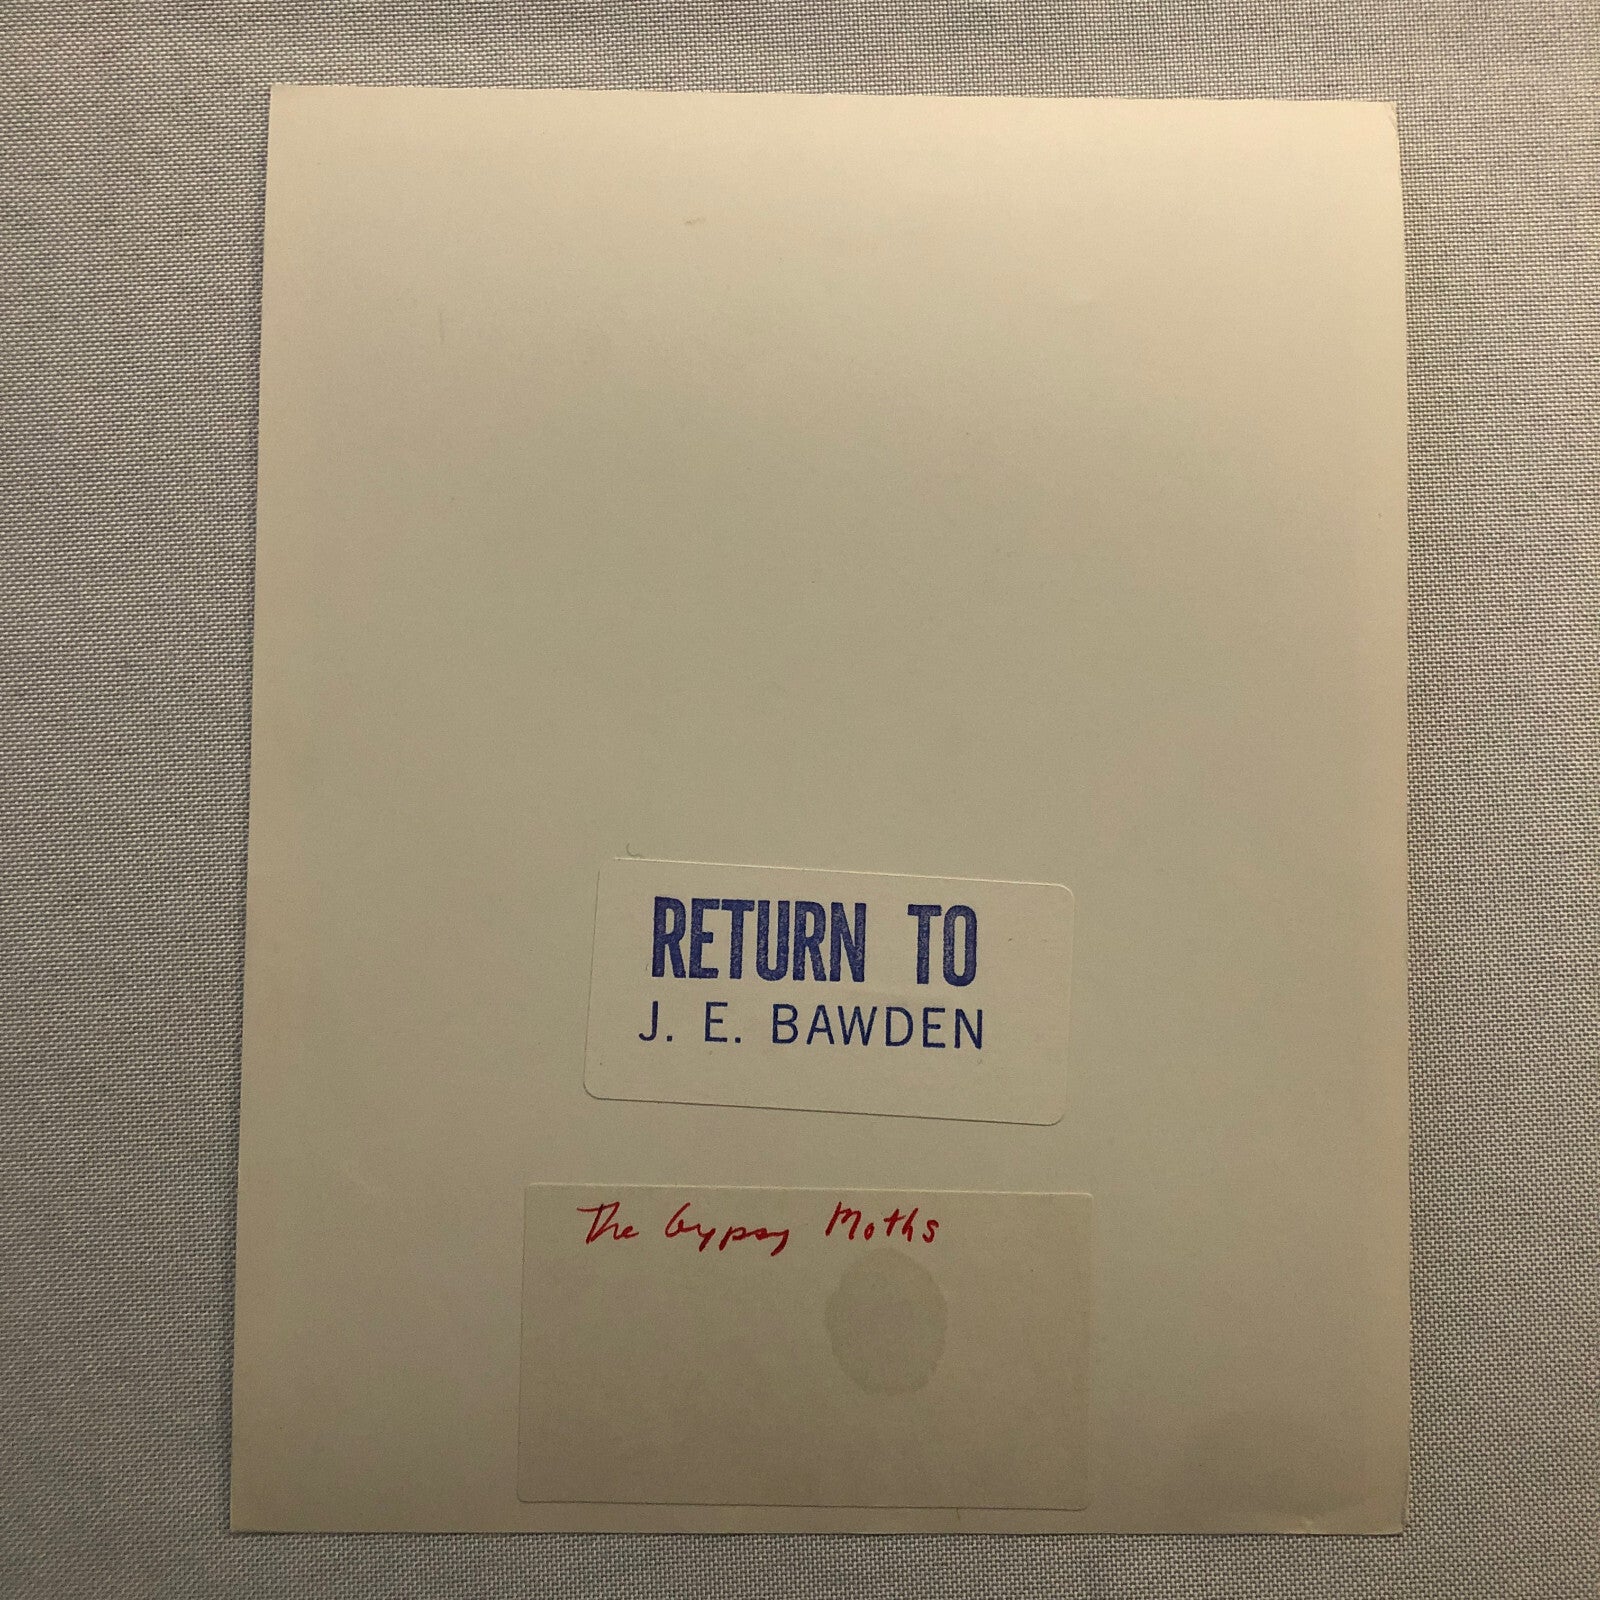 RETURN TO
J. E. BAWDEN
The Gypsy Moths